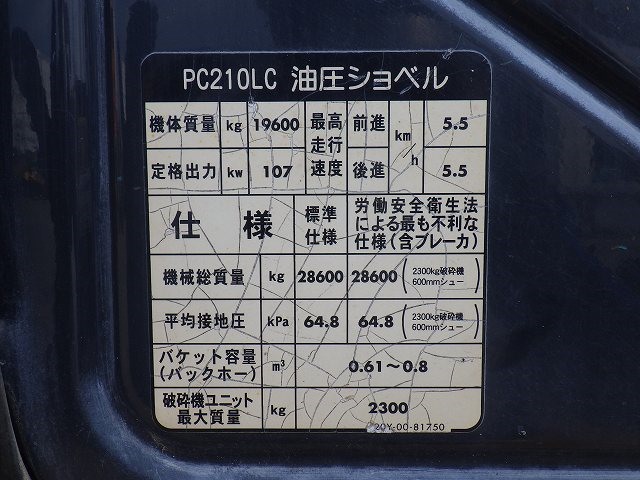 PC210LC 油圧ショベル
機体質量 kg 19600 最高走行速度 前進 km/h 5.5
定格出力 kw 107 後進 5.5
仕様 標準仕様 労働安全衛生法による最も不利な仕様(含ブレーカ)
機械総質量 kg 28600 28600 (2300kg破砕機 600mmシュー)
平均接地圧 kPa 64.8 64.8 (2300kg破砕機 600mmシュー)
バケット容量(バックホー) m³ 0.61～0.8
破砕機ユニット最大質量 kg 2300
20Y-00-81750